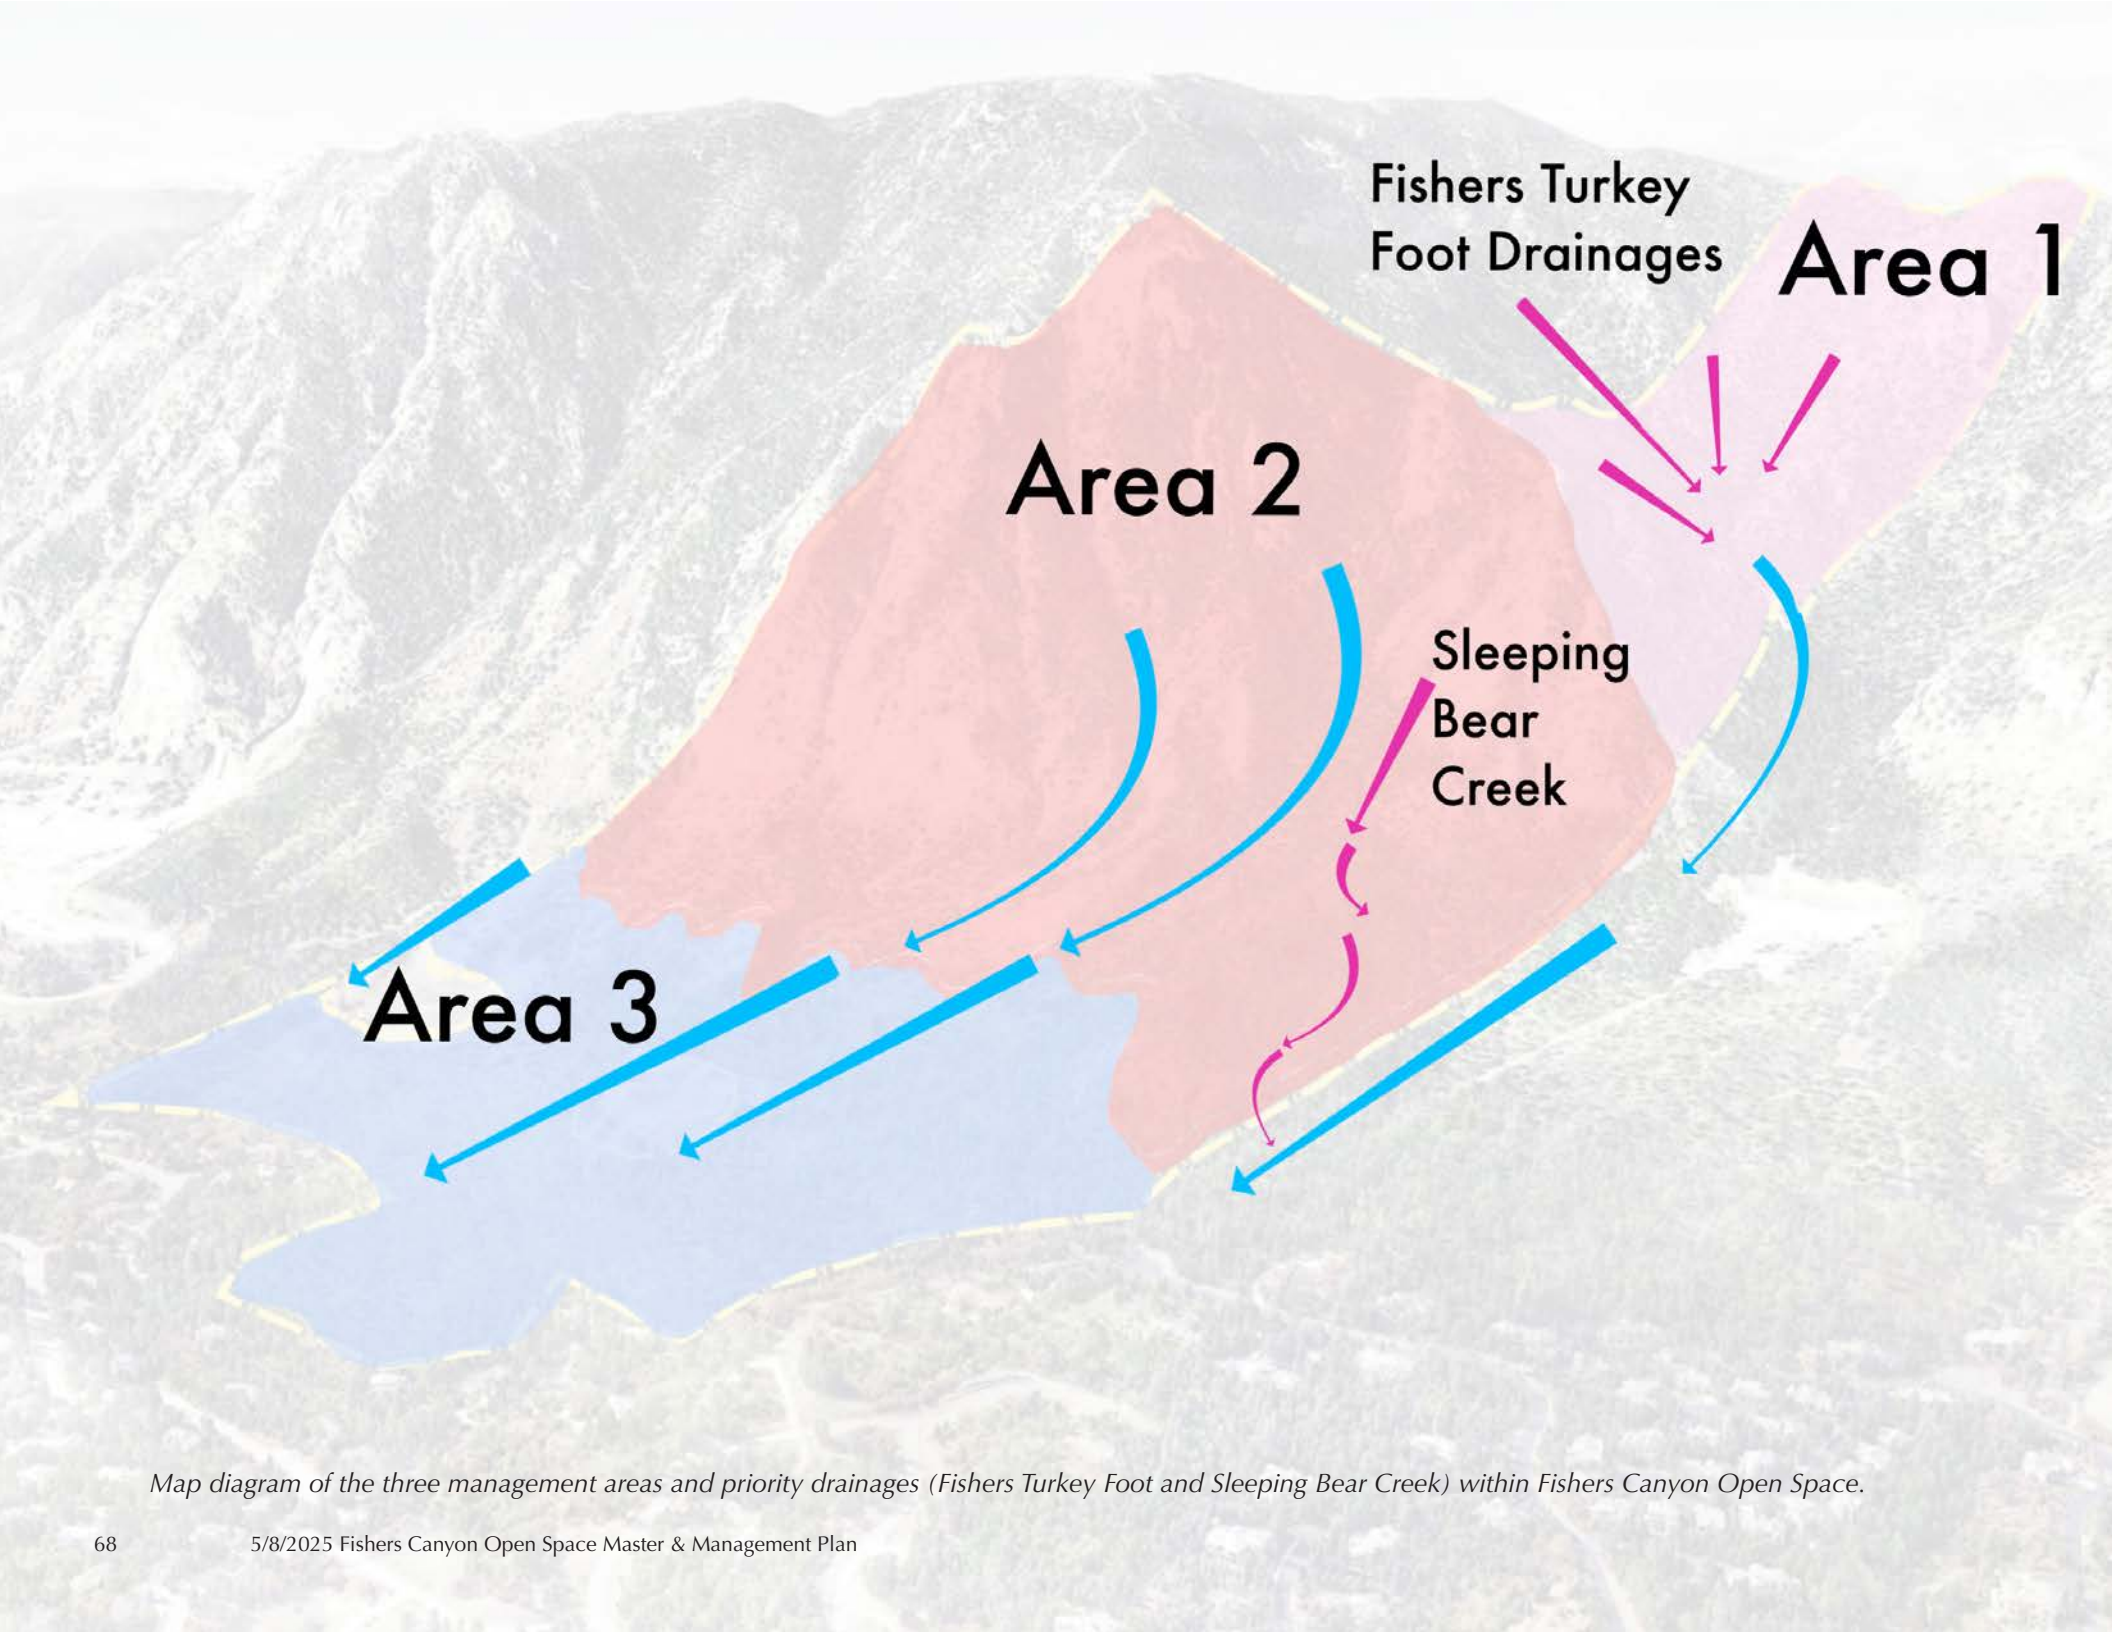 Fishers Turkey
Foot Drainages
Area 1
Area 2
Sleeping
Bear
Creek
Area 3
Map diagram of the three management areas and priority drainages (Fishers Turkey Foot and Sleeping Bear Creek) within Fishers Canyon Open Space.
68 5/8/2025 Fishers Canyon Open Space Master & Management Plan